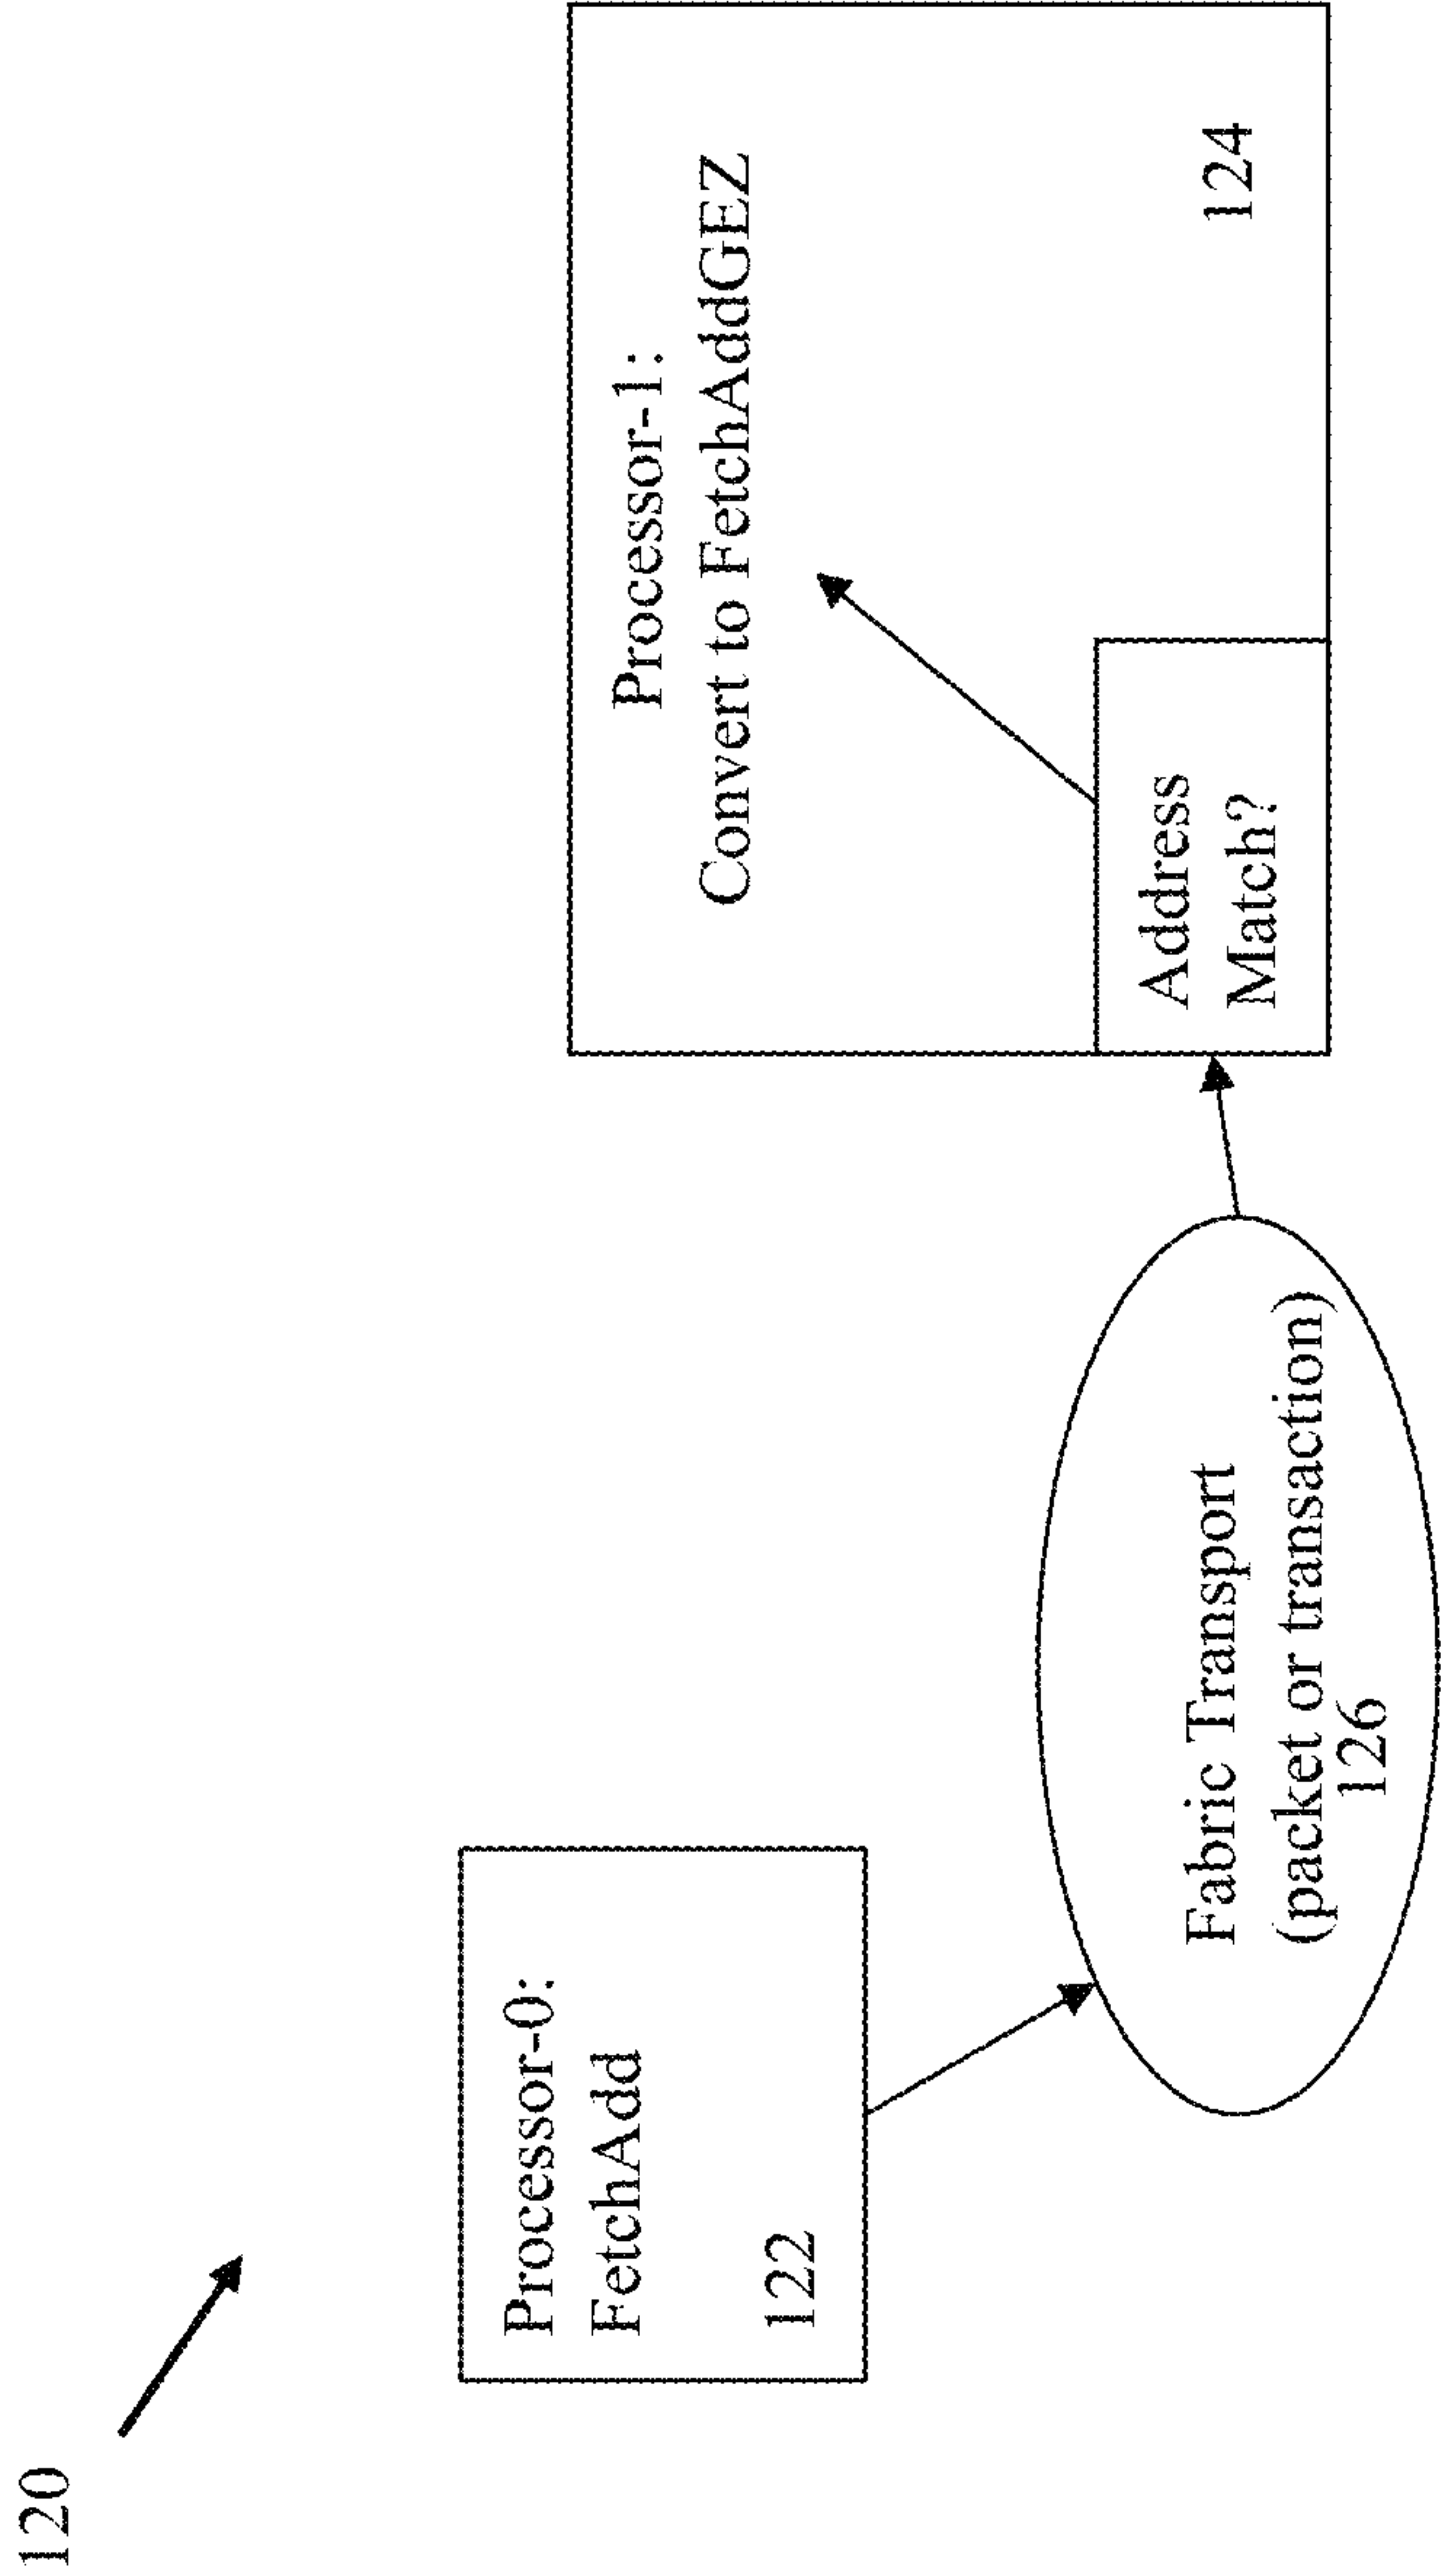 120
Processor-0:
FetchAdd
122
Fabric Transport
(packet or transaction)
126
Address
Match?
Processor-1:
Convert to FetchAddGEZ
124